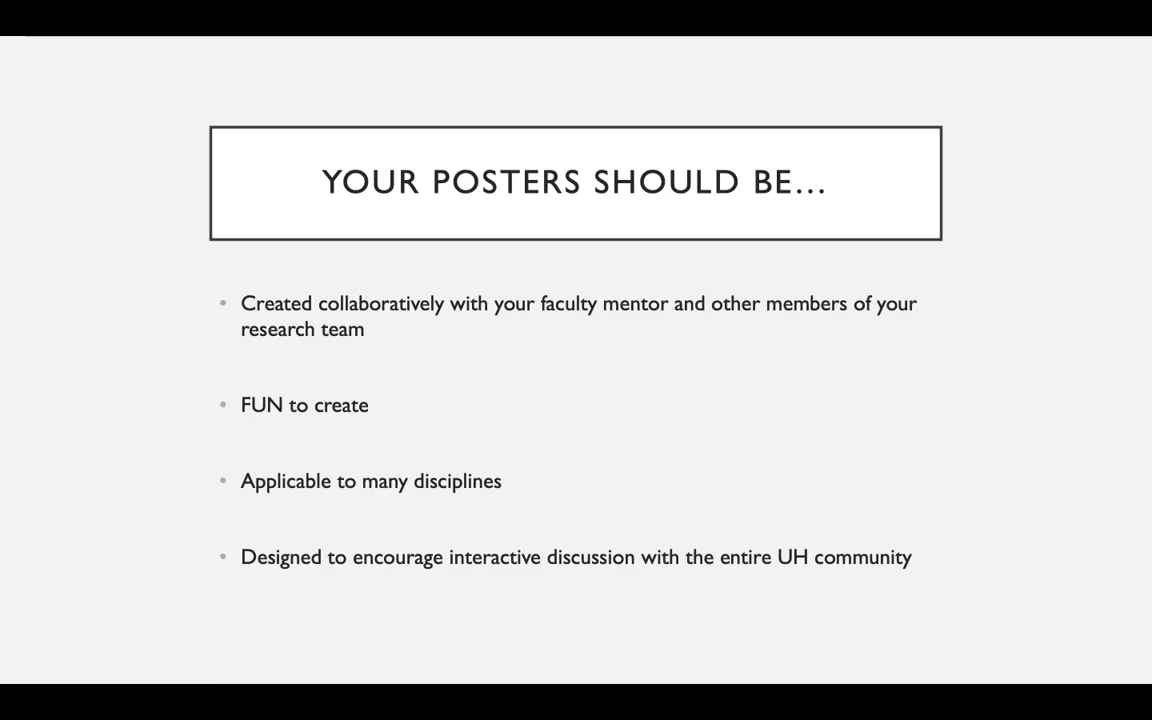 YOUR POSTERS SHOULD BE...
• Created collaboratively with your faculty mentor and other members of your
research team
• FUN to create
• Applicable to many disciplines
• Designed to encourage interactive discussion with the entire UH community